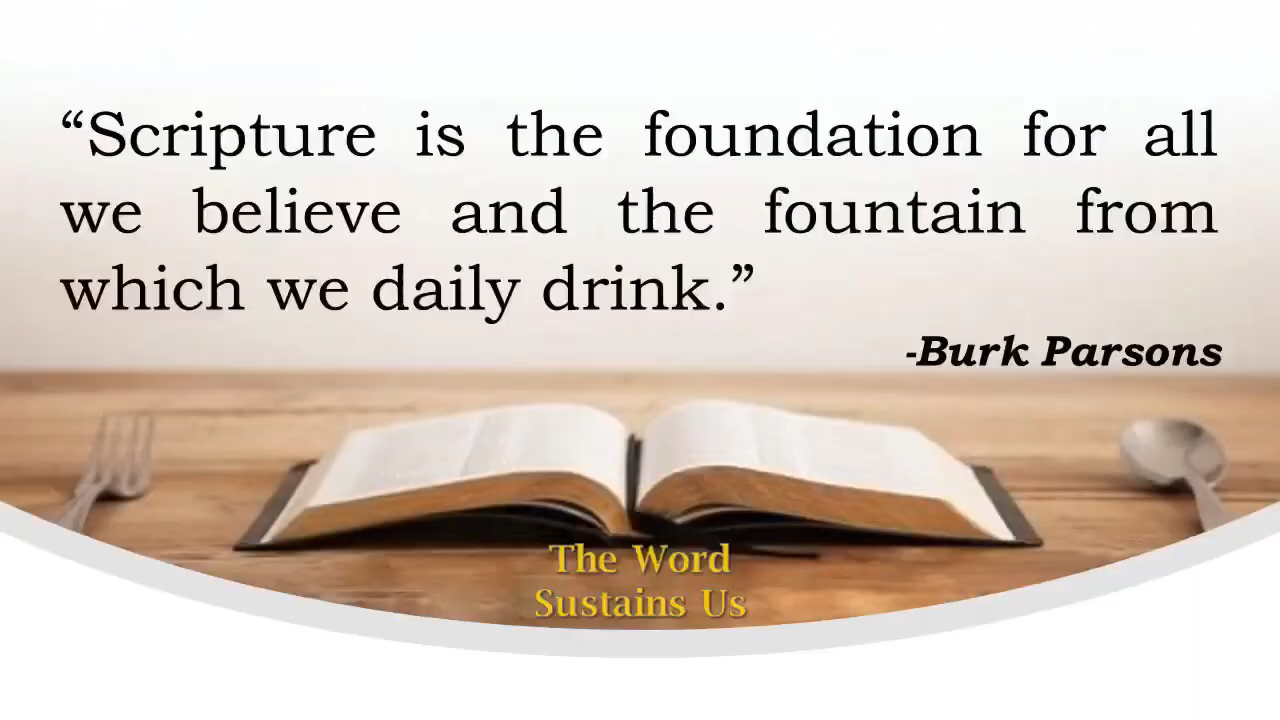 “Scripture is the foundation for all
we believe and the fountain from
which we daily drink.”
-Burk Parsons
The Word
Sustains Us